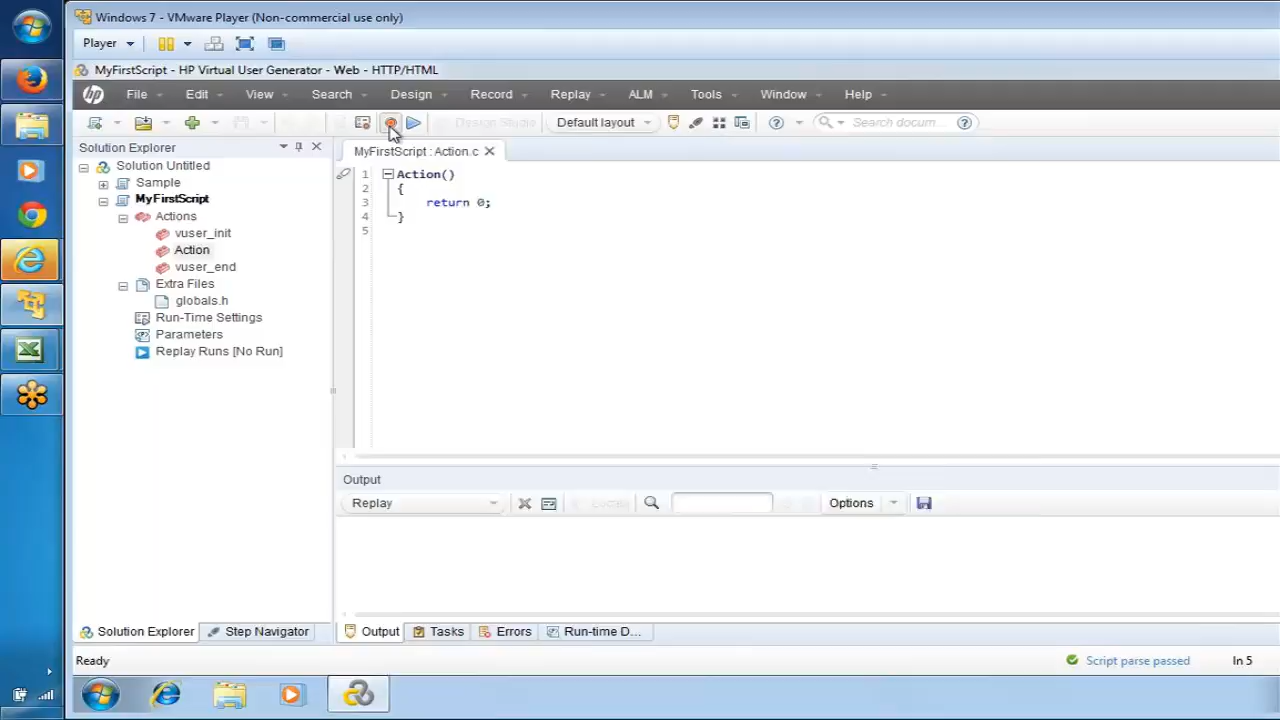 Windows 7 - VMware Player (Non-commercial use only)
Player
MyFirstScript - HP Virtual User Generator - Web - HTTP/HTML
hp File Edit View Search Design Record Replay ALM Tools Window Help
Design Studio Default layout Search docum
Solution Explorer
MyFirstScript : Action.c
Solution Untitled
Sample
MyFirstScript
Actions
vuser_init
Action
vuser_end
Extra Files
globals.h
Run-Time Settings
Parameters
Replay Runs [No Run]
1 Action()
2 {
3 return 0;
4 }
5
Output
Replay Options
Solution Explorer Step Navigator Output Tasks Errors Run-time D...
Ready Script parse passed ln 5